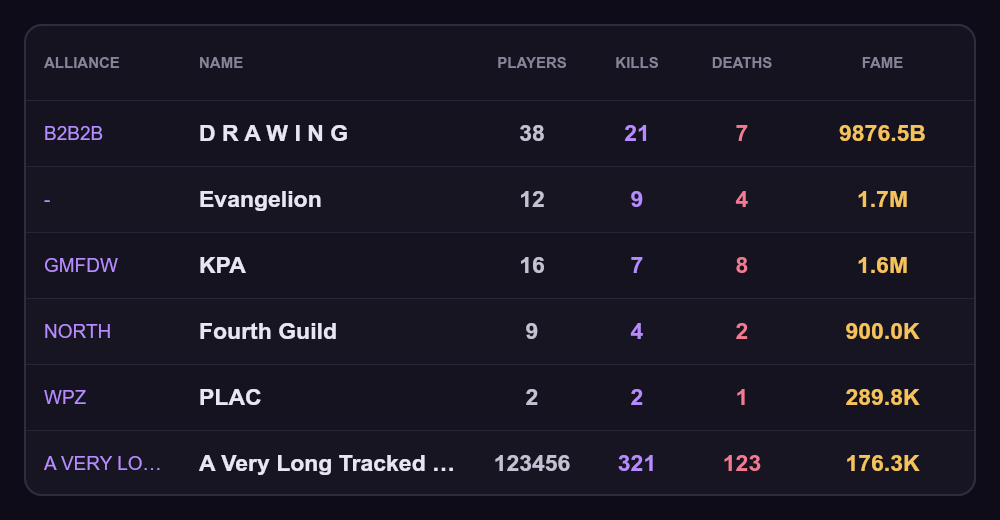 ALLIANCE NAME PLAYERS KILLS DEATHS FAME
B2B2B D R A W I N G 38 21 7 9876.5B
- Evangelion 12 9 4 1.7M
GMFDW KPA 16 7 8 1.6M
NORTH Fourth Guild 9 4 2 900.0K
WPZ PLAC 2 2 1 289.8K
A VERY LO... A Very Long Tracked ... 123456 321 123 176.3K